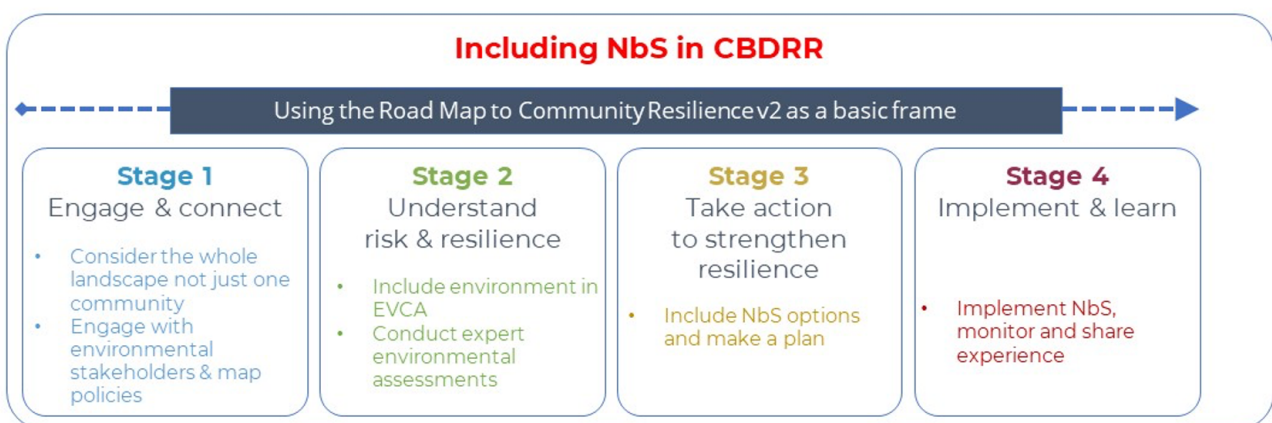 Including NbS in CBDRR
Using the Road Map to Community Resilience v2 as a basic frame
Stage 1
Engage & connect
• Consider the whole
landscape not just one
community
• Engage with
environmental
stakeholders & map
policies
Stage 2
Understand
risk & resilience
• Include environment in
EVCA
• Conduct expert
environmental
assessments
Stage 3
Take action
to strengthen
resilience
• Include NbS options
and make a plan
Stage 4
Implement & learn
• Implement NbS,
monitor and share
experience